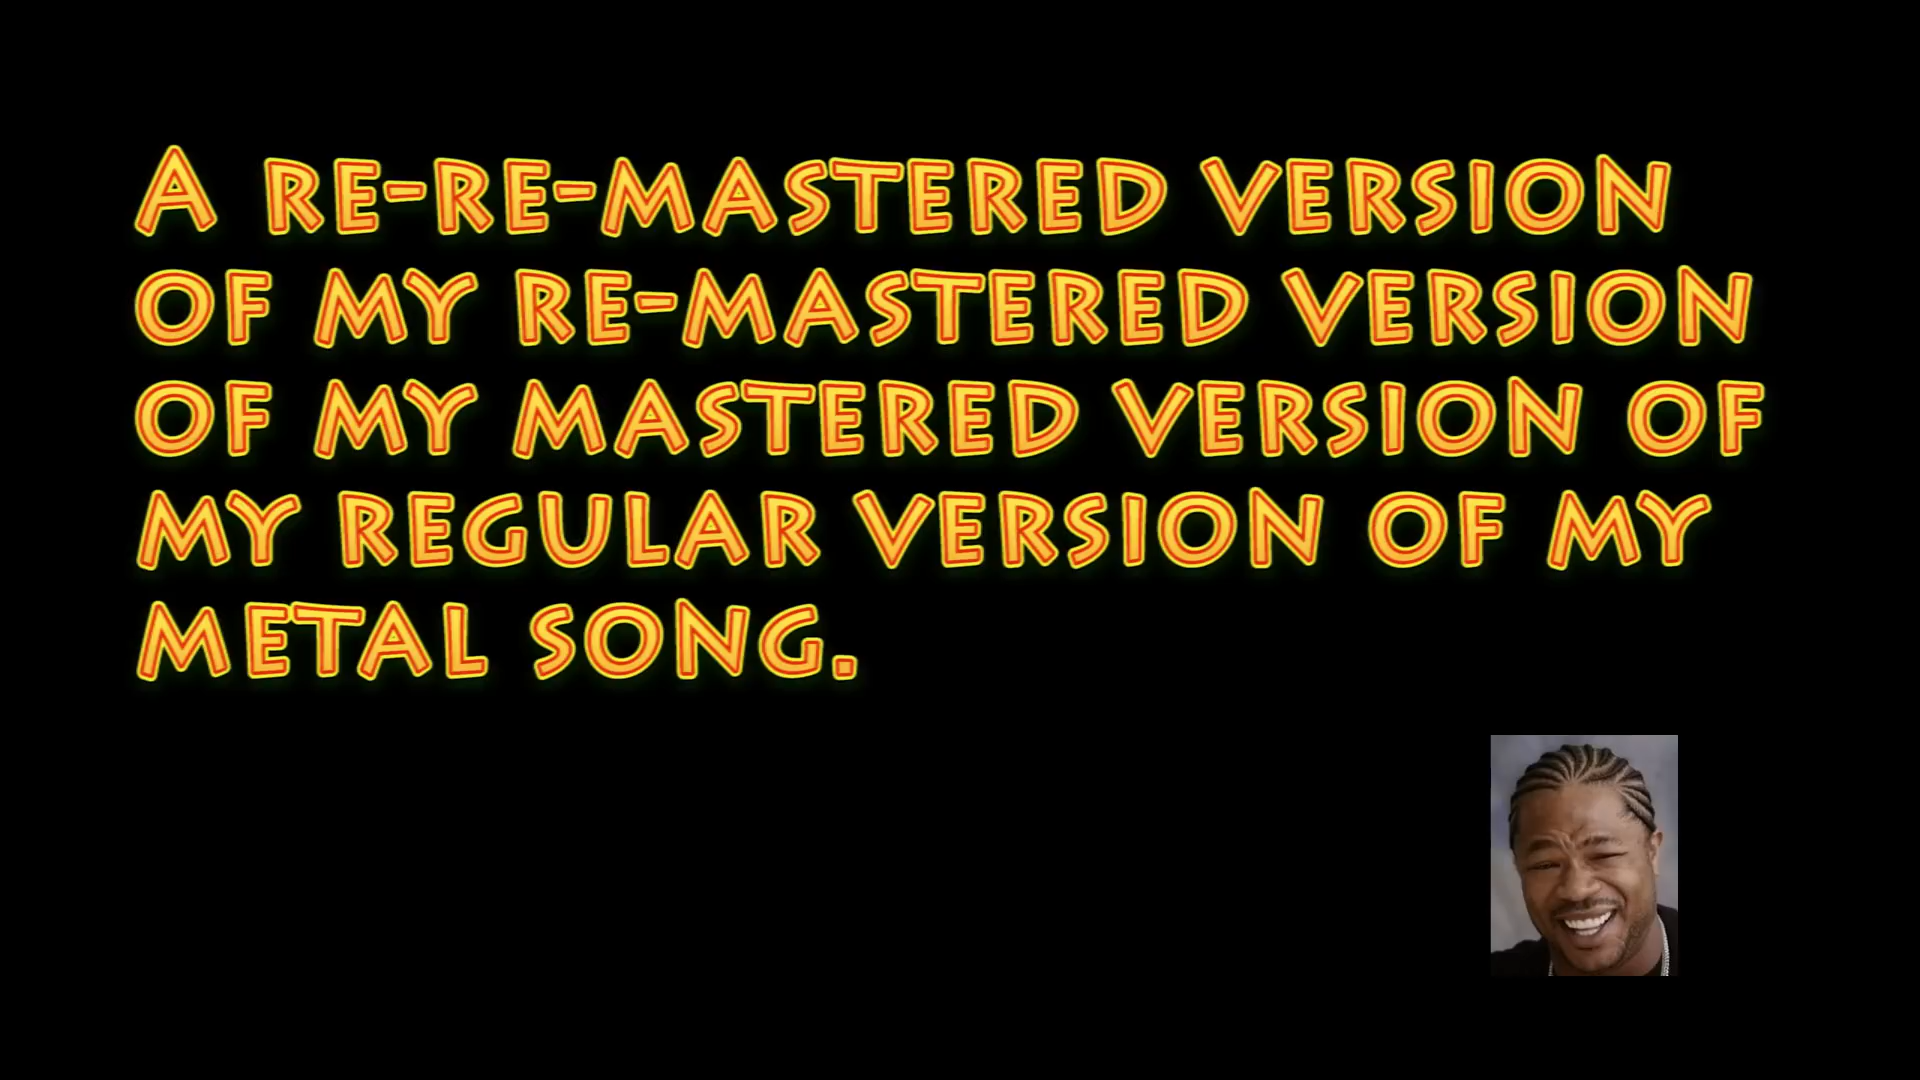 A RE-RE-MASTERED VERSION
OF MY RE-MASTERED VERSION
OF MY MASTERED VERSION OF
MY REGULAR VERSION OF MY
METAL SONG.